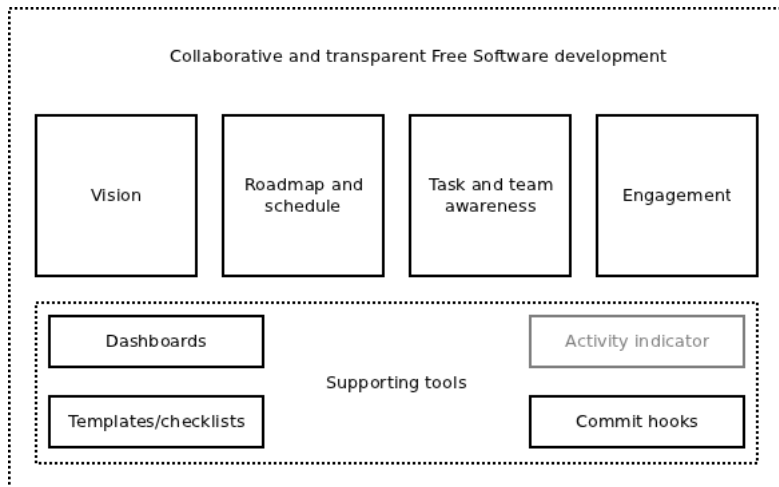 Collaborative and transparent Free Software development
Vision
Roadmap and
schedule
Task and team
awareness
Engagement
Dashboards
Activity indicator
Supporting tools
Templates/checklists
Commit hooks